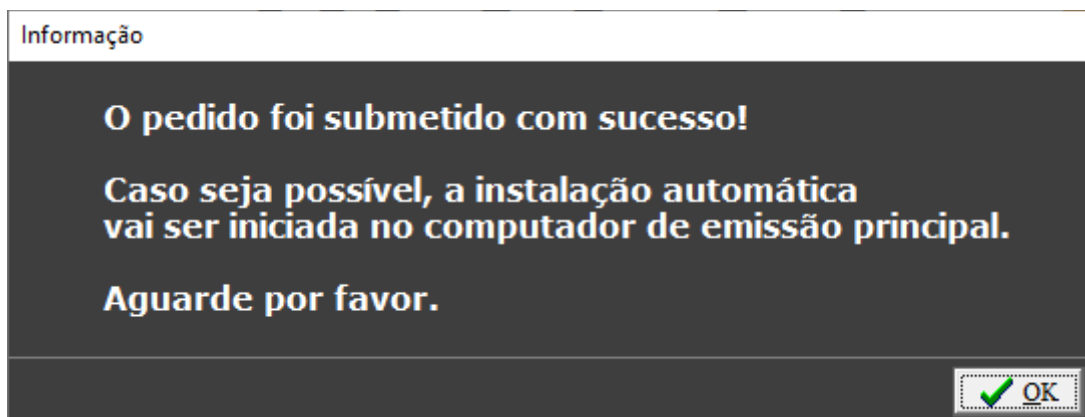 Informação
O pedido foi submetido com sucesso!
Caso seja possível, a instalação automática
vai ser iniciada no computador de emissão principal.
Aguarde por favor.
OK